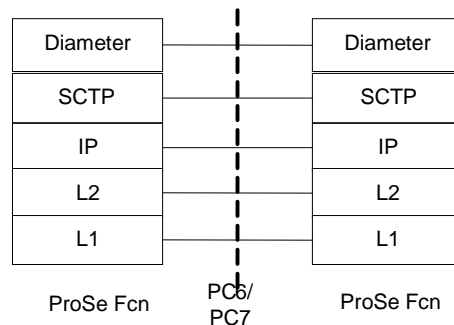 Diameter Diameter
SCTP SCTP
IP IP
L2 L2
L1 L1
ProSe Fcn PC6/ ProSe Fcn
PC7